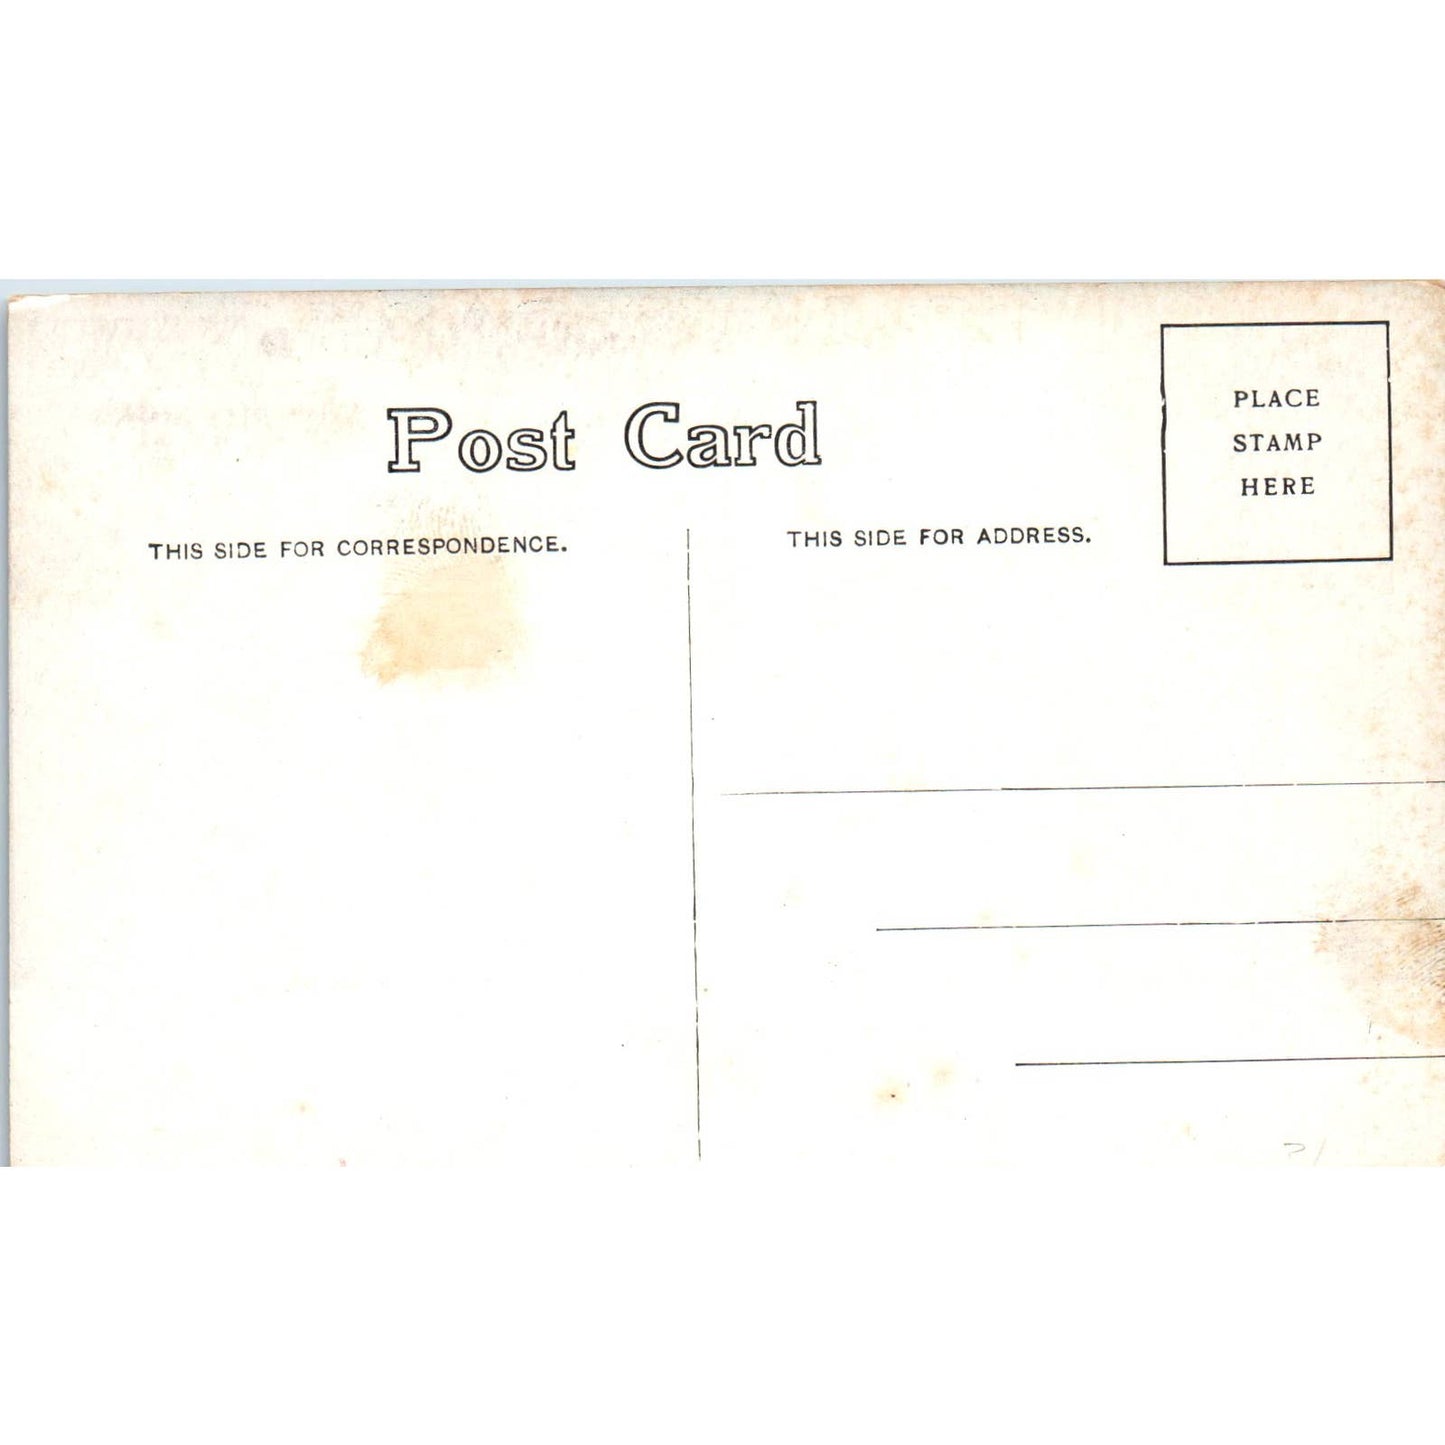 Post Card
PLACE
STAMP
HERE
THIS SIDE FOR CORRESPONDENCE.
THIS SIDE FOR ADDRESS.